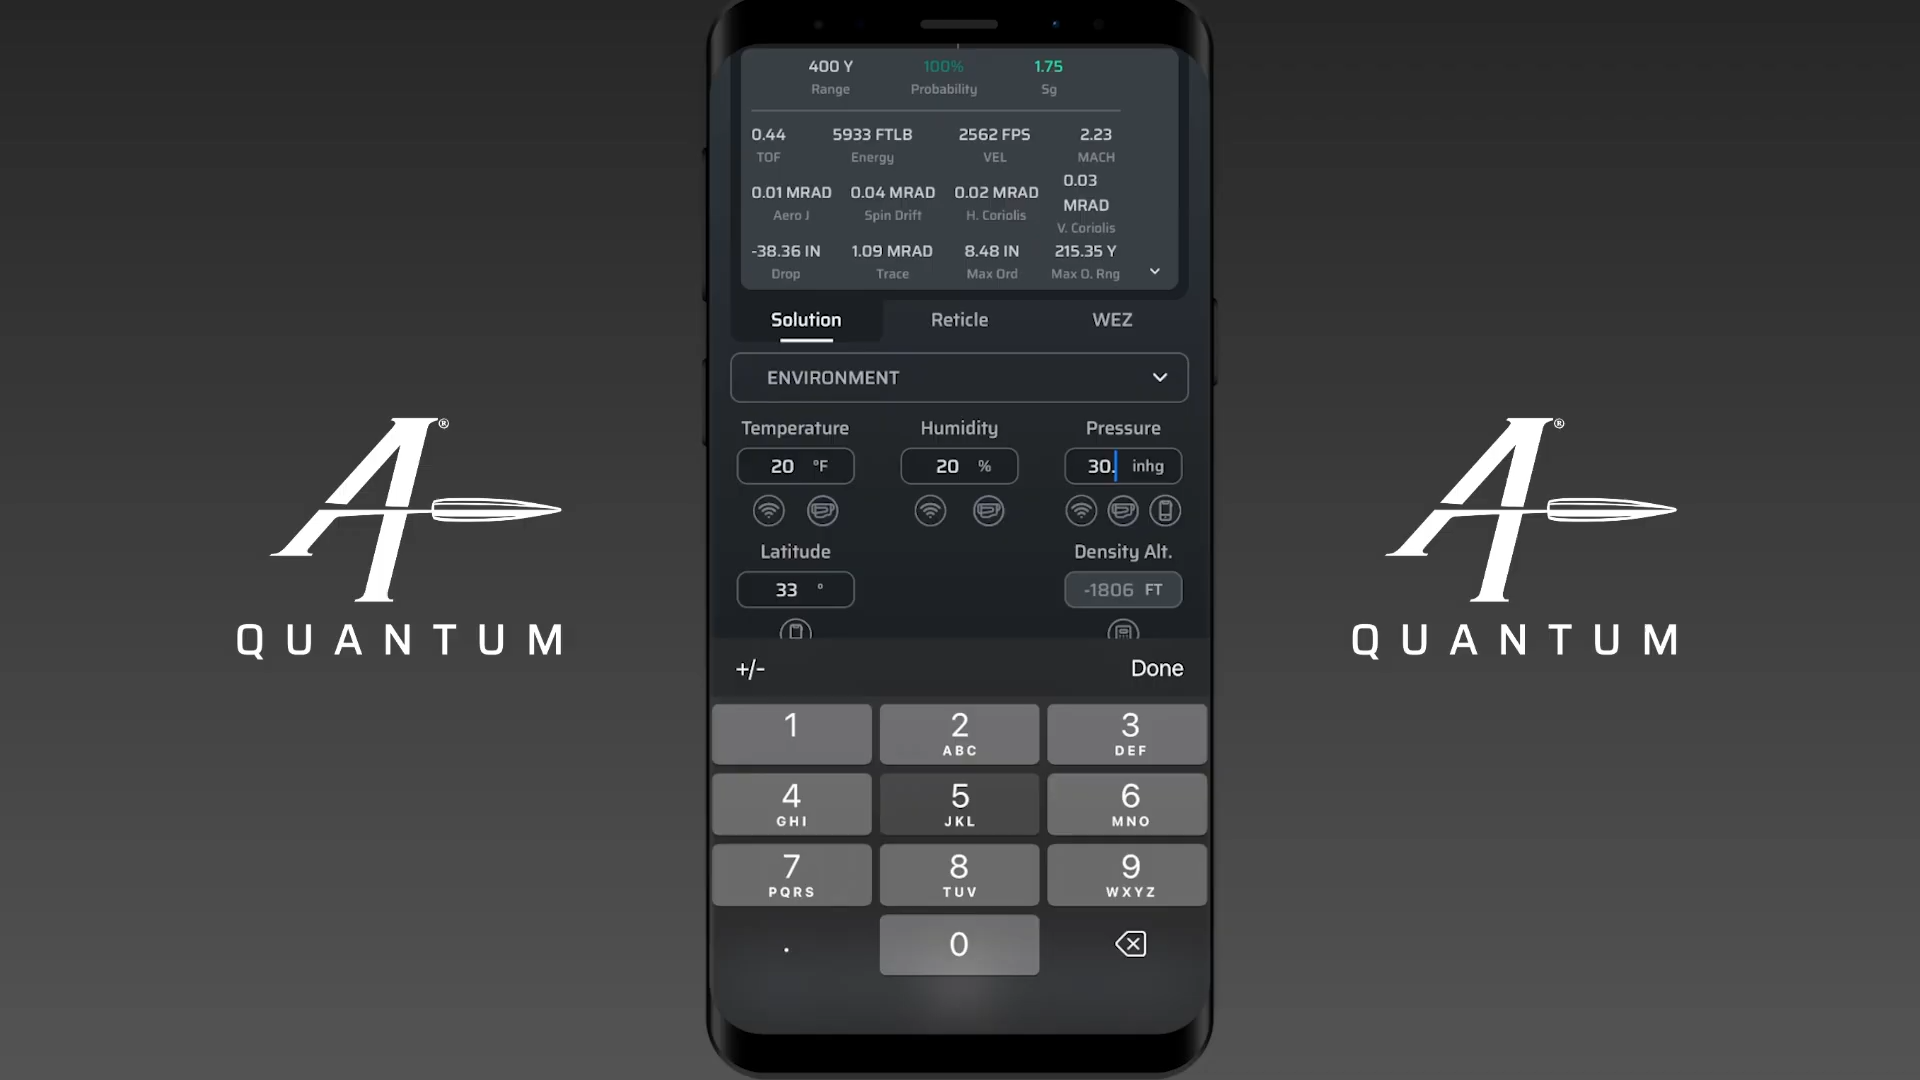 400 Y 100% 1.75
Range Probability Sg
0.44 5933 FTLB 2562 FPS 2.23
TOF Energy VEL MACH
0.01 MRAD 0.04 MRAD 0.02 MRAD 0.03 MRAD
Aero J Spin Drift H. Coriolis V. Coriolis
-38.36 IN 1.09 MRAD 8.48 IN 215.35 Y
Drop Trace Max Ord Max O. Rng
Solution Reticle WEZ
ENVIRONMENT
Temperature Humidity Pressure
20 °F 20 % 30. inhg
Latitude Density Alt.
33 ° -1806 FT
+/- Done
1 2 3
ABC DEF
4 5 6
GHI JKL MNO
7 8 9
PQRS TUV WXYZ
. 0
A®
QUANTUM
A®
QUANTUM